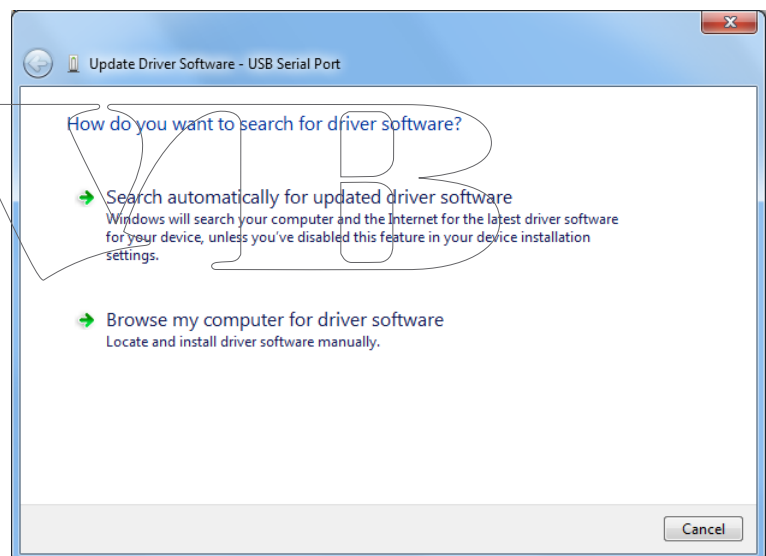 Update Driver Software - USB Serial Port
How do you want to search for driver software?
Search automatically for updated driver software
Windows will search your computer and the Internet for the latest driver software
for your device, unless you've disabled this feature in your device installation
settings.
Browse my computer for driver software
Locate and install driver software manually.
Cancel